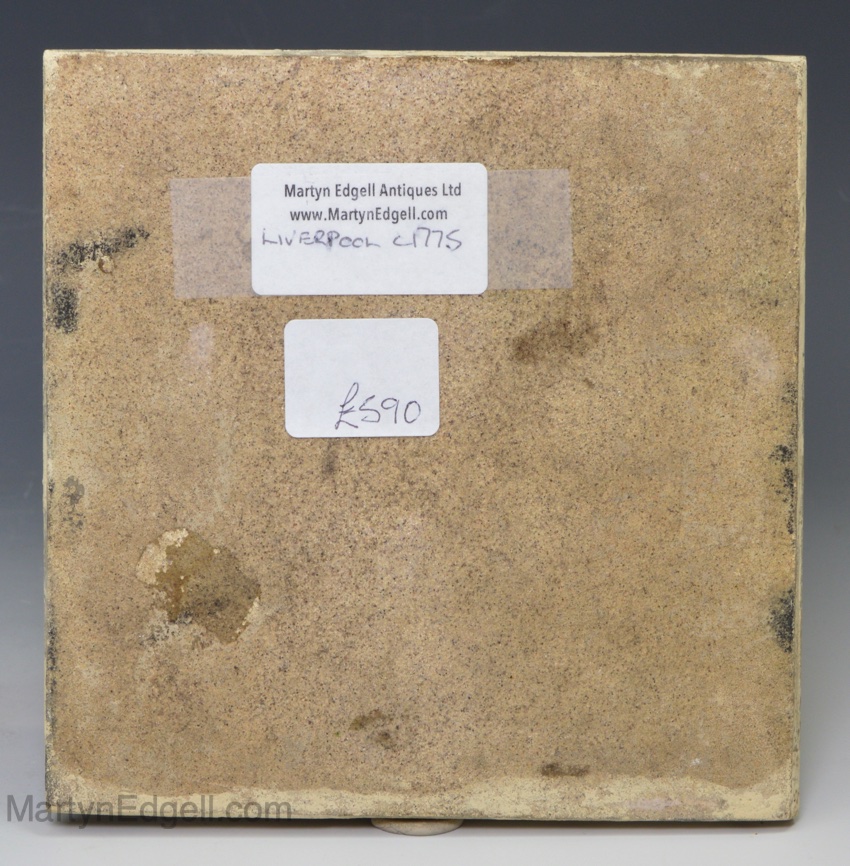 Martyn Edgell Antiques Ltd
www.MartynEdgell.com
LIVERPOOL C1775
£590
MartynEdgell.com